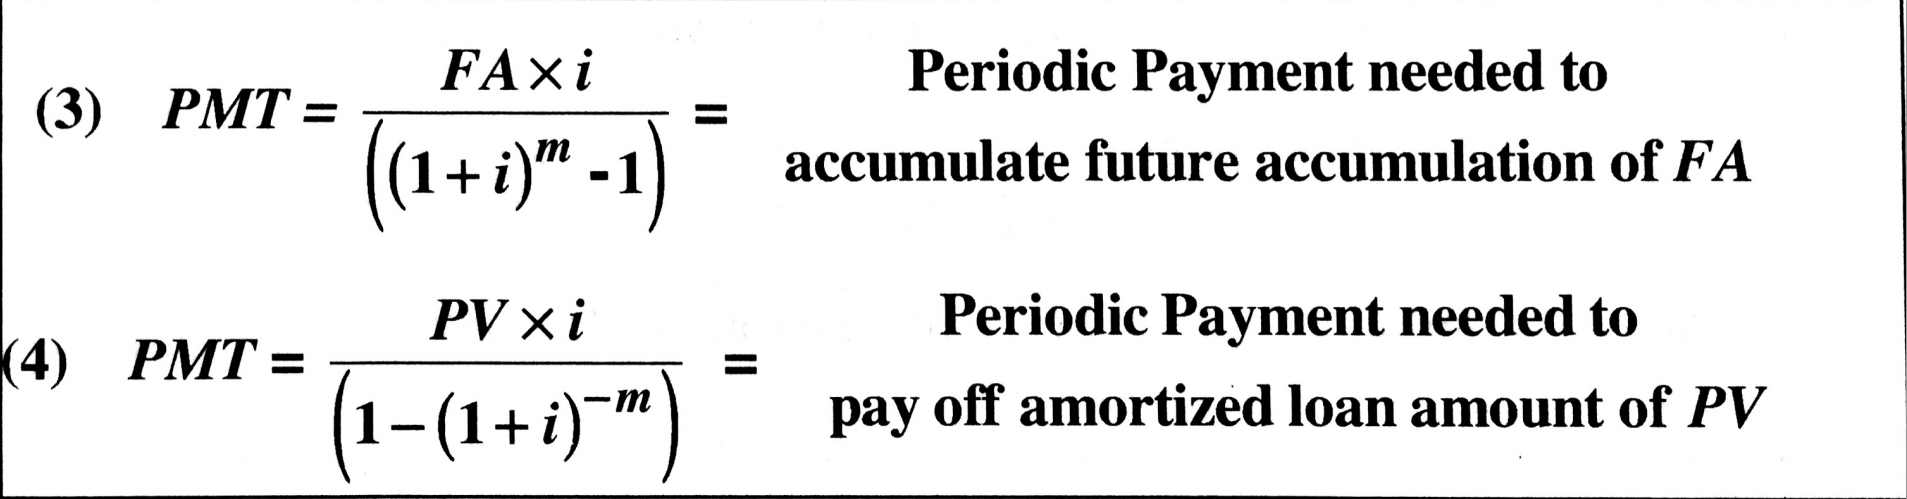 (3) PMT = FA × i / ((1 + i)^m - 1) = Periodic Payment needed to
accumulate future accumulation of FA
(4) PMT = PV × i / (1 − (1 + i)^−m) = Periodic Payment needed to
pay off amortized loan amount of PV